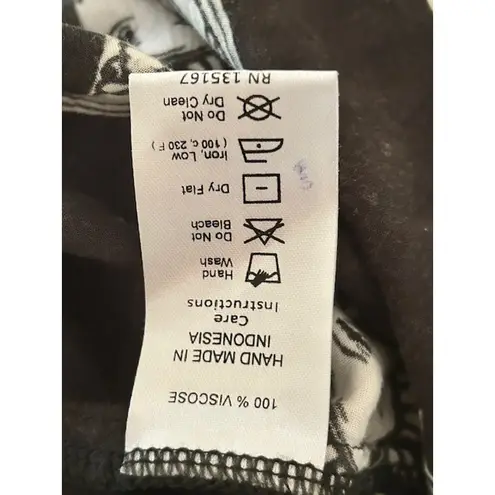 100 % VISCOSE
HAND MADE IN
INDONESIA
Care
Instructions
Hand
Wash
Do Not
Bleach
Dry Flat
Iron, Low
( 100 c, 230 F )
Do Not
Dry Clean
RN 135167